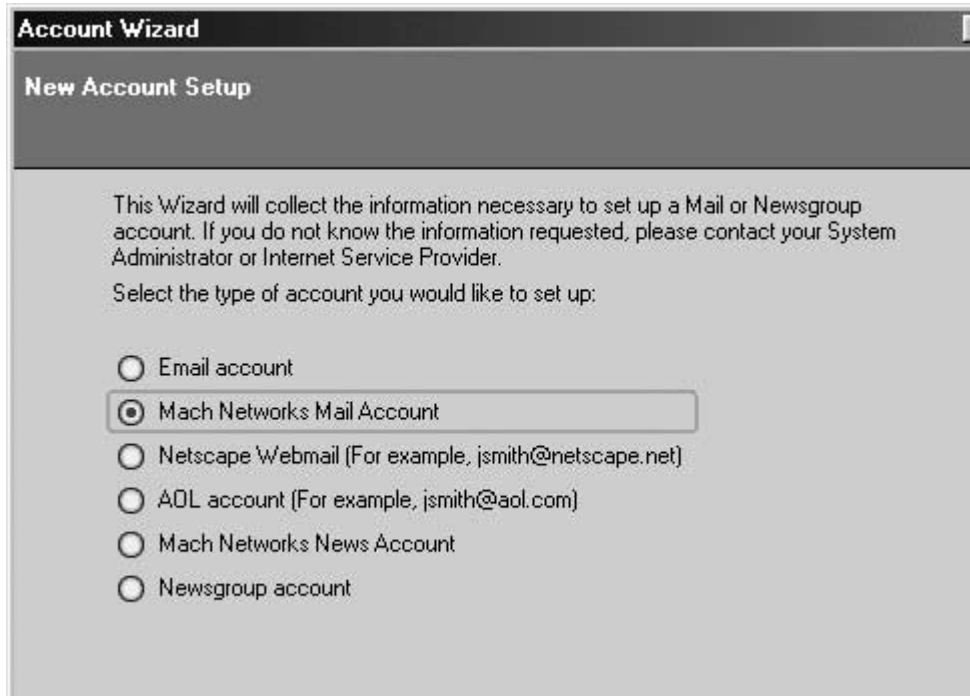 Account Wizard
New Account Setup
This Wizard will collect the information necessary to set up a Mail or Newsgroup
account. If you do not know the information requested, please contact your System
Administrator or Internet Service Provider.
Select the type of account you would like to set up:
Email account
Mach Networks Mail Account
Netscape Webmail (For example, jsmith@netscape.net)
AOL account (For example, jsmith@aol.com)
Mach Networks News Account
Newsgroup account